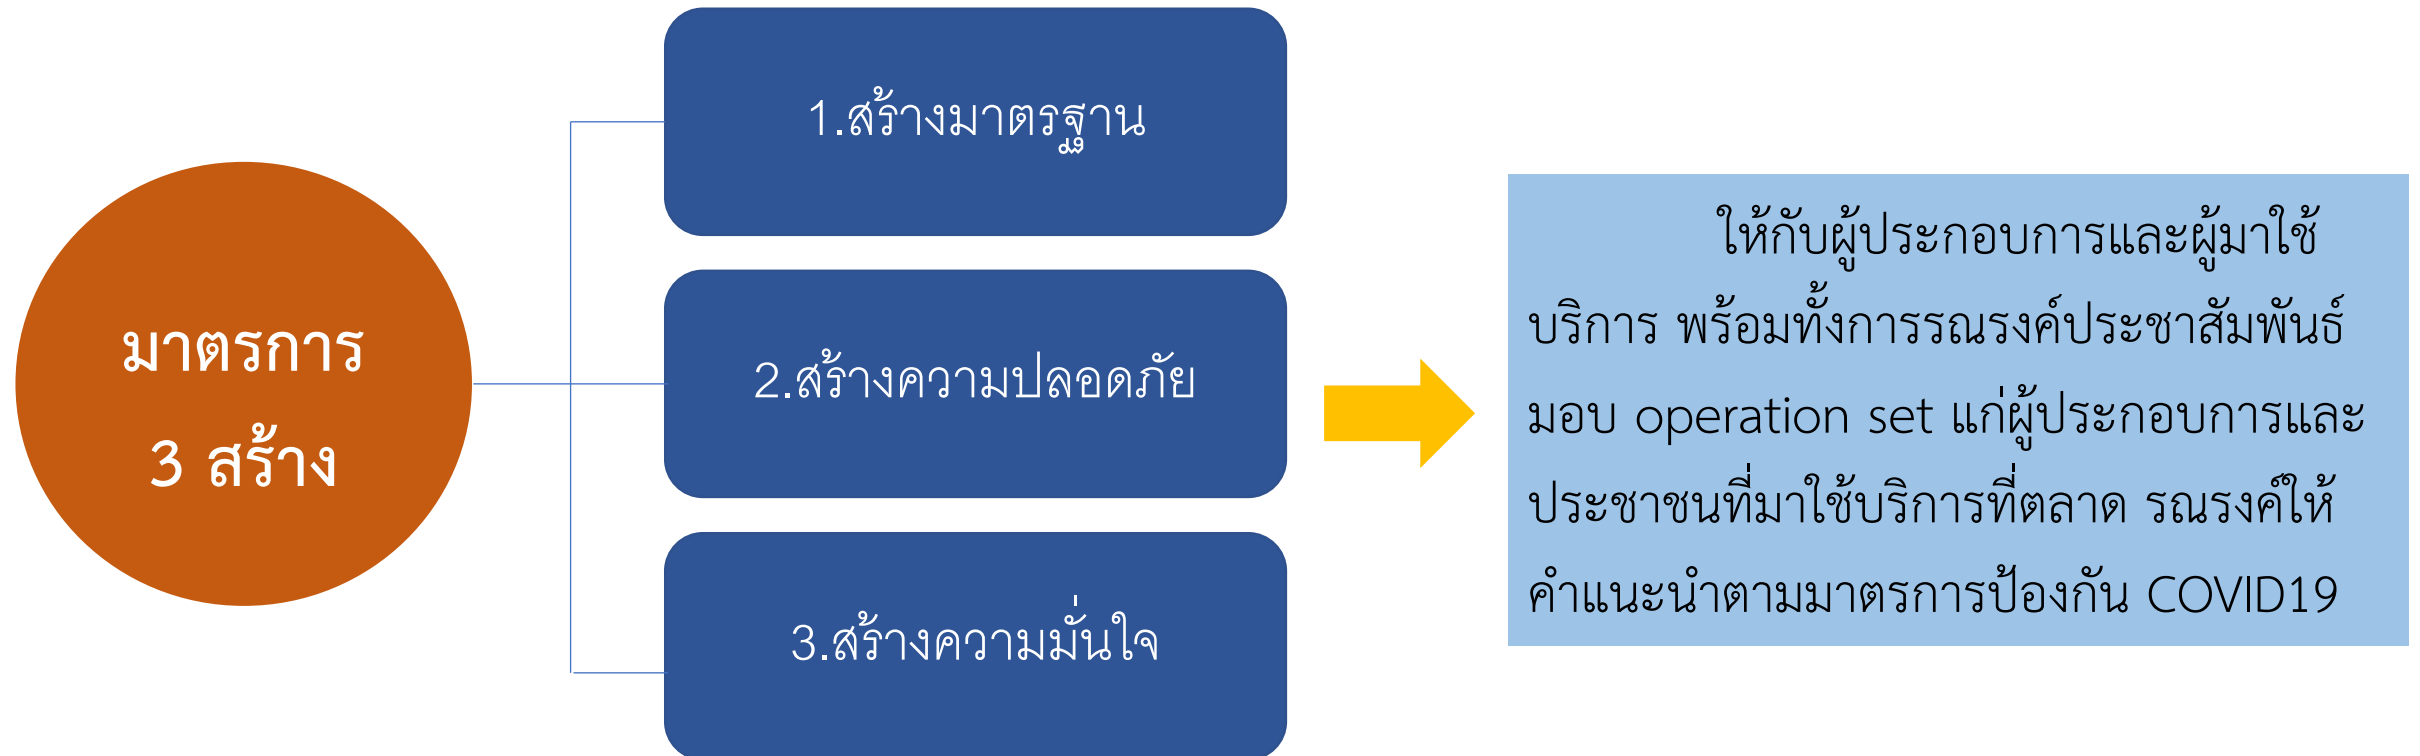 มาตรการ
3 สร้าง
1.สร้างมาตรฐาน
2.สร้างความปลอดภัย
3.สร้างความมั่นใจ
ให้กับผู้ประกอบการและผู้มาใช้
บริการ พร้อมทั้งการรณรงค์ประชาสัมพันธ์
มอบ operation set แก่ผู้ประกอบการและ
ประชาชนที่มาใช้บริการที่ตลาด รณรงค์ให้
คำแนะนำตามมาตรการป้องกัน COVID19